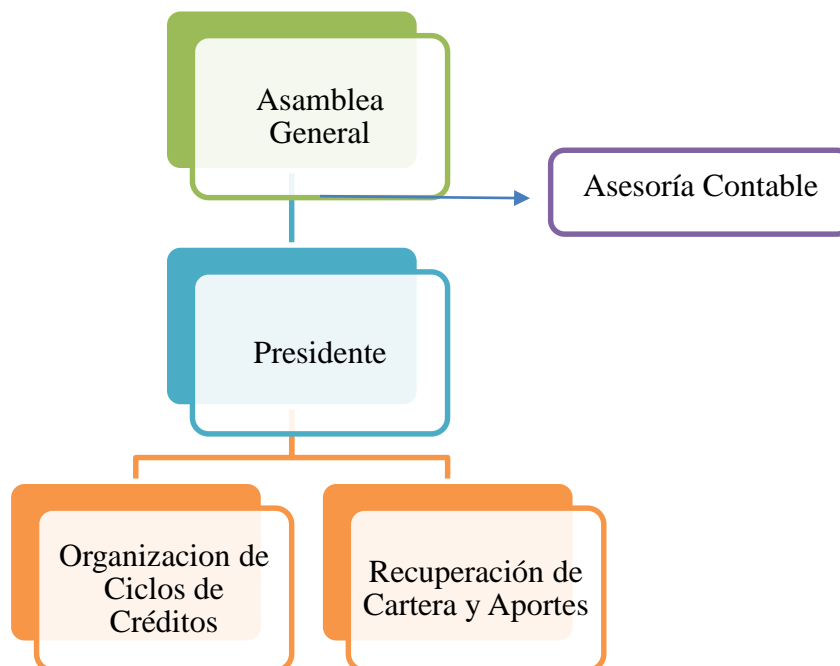 Asamblea
General
Asesoría Contable
Presidente
Organizacion de
Ciclos de
Créditos
Recuperación de
Cartera y Aportes